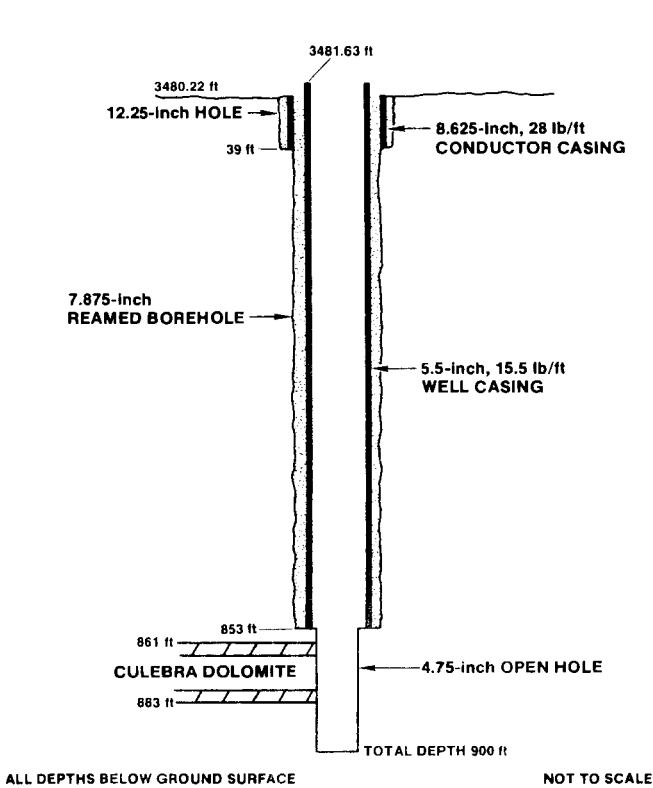 3481.63 ft
3480.22 ft
12.25-inch HOLE
8.625-inch, 28 lb/ft
CONDUCTOR CASING
39 ft
7.875-inch
REAMED BOREHOLE
5.5-inch, 15.5 lb/ft
WELL CASING
853 ft
861 ft
CULEBRA DOLOMITE
4.75-inch OPEN HOLE
883 ft
TOTAL DEPTH 900 ft
ALL DEPTHS BELOW GROUND SURFACE
NOT TO SCALE